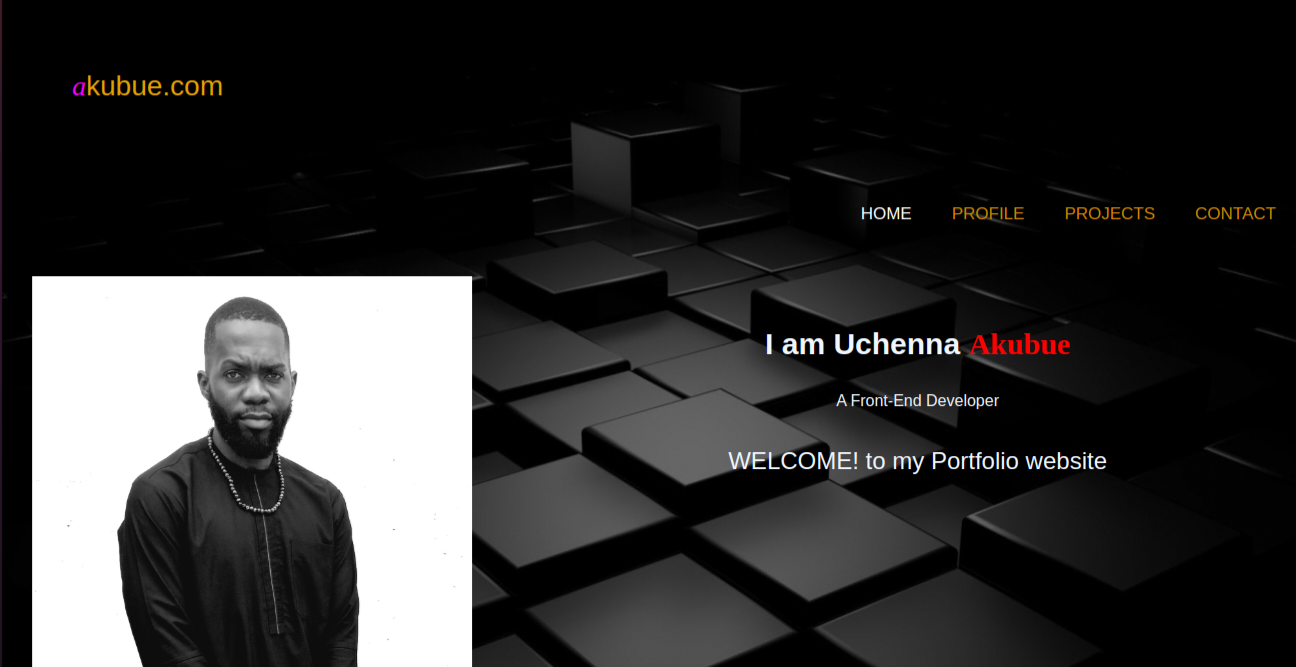 akubue.com
HOME PROFILE PROJECTS CONTACT
I am Uchenna Akubue
A Front-End Developer
WELCOME! to my Portfolio website